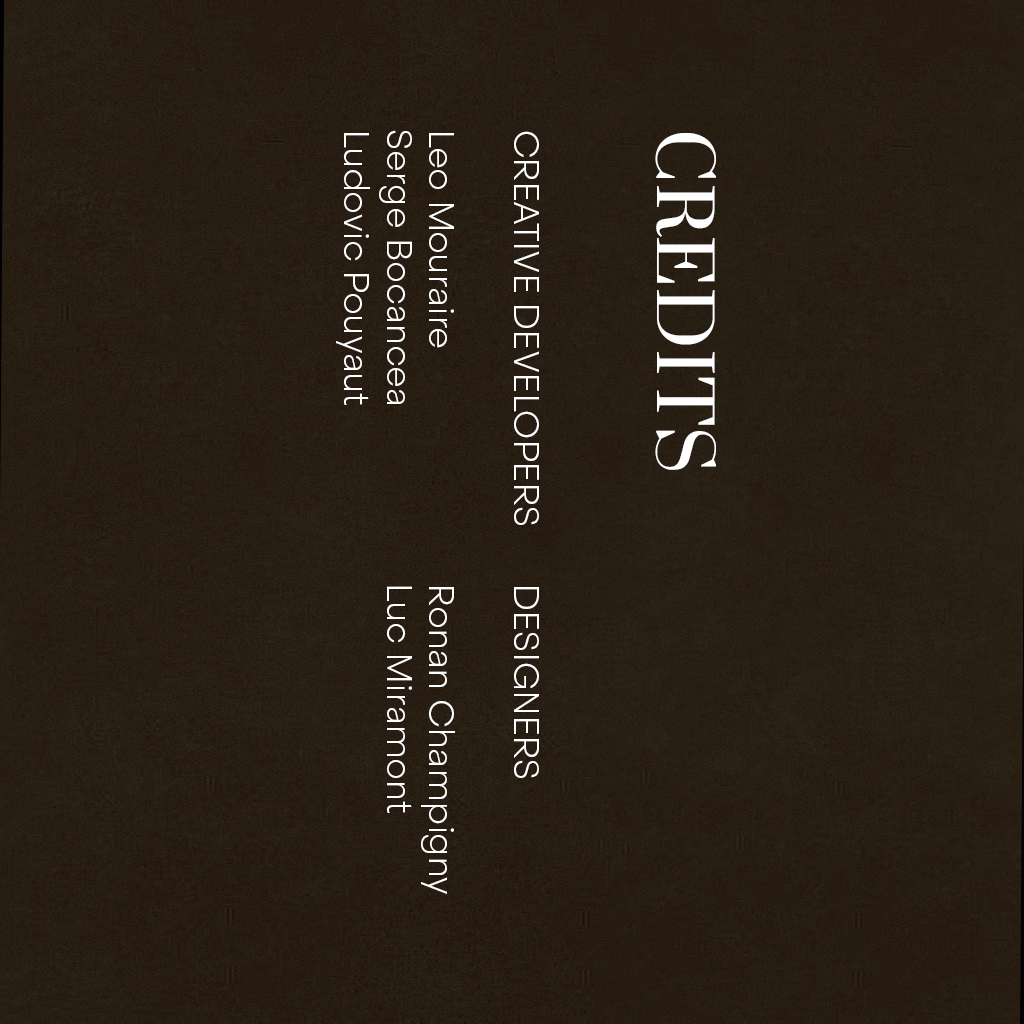 CREDITS
CREATIVE DEVELOPERS
Leo Mouraire
Serge Bocancea
Ludovic Pouyaut
DESIGNERS
Ronan Champigny
Luc Miramont